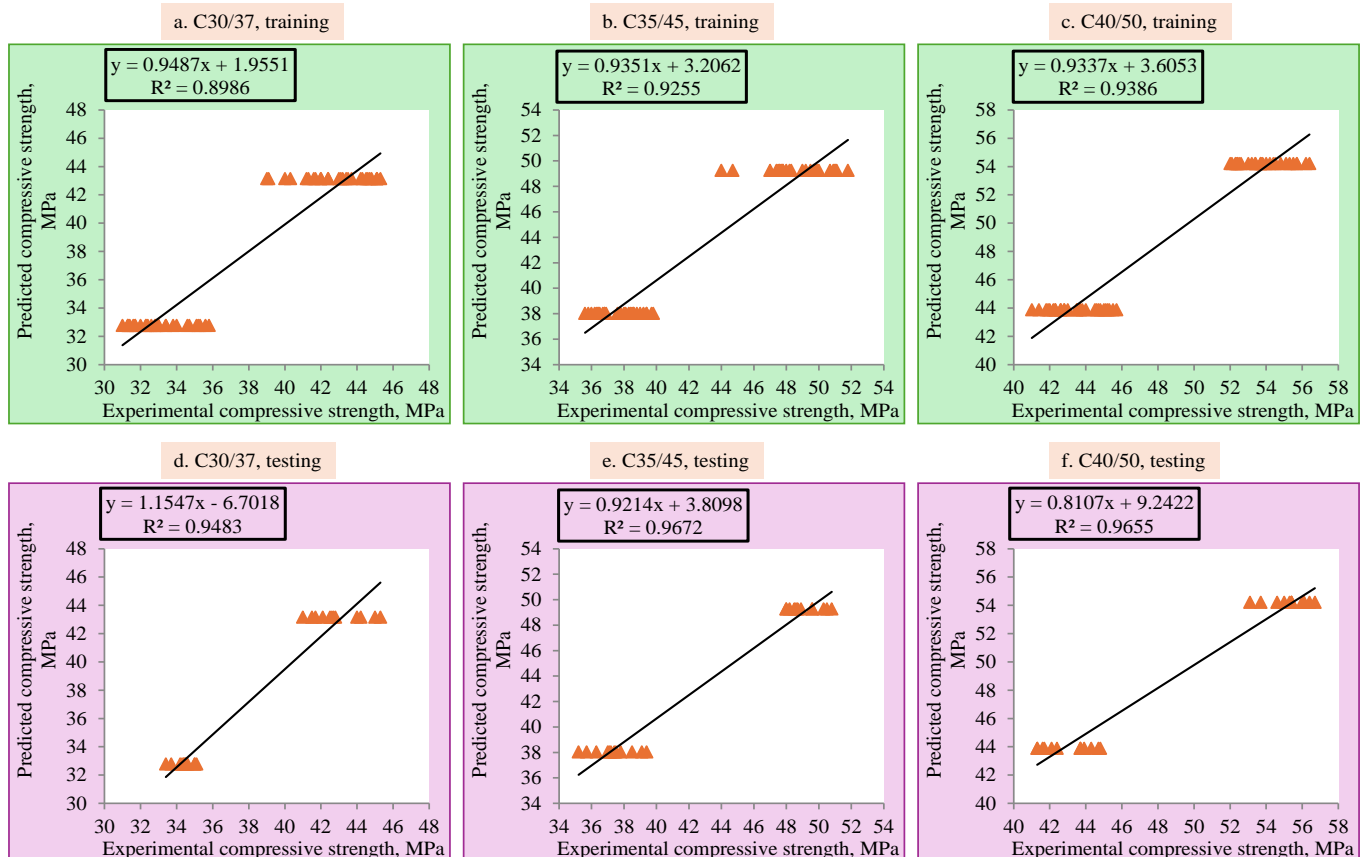 a. C30/37, training
y = 0.9487x + 1.9551
R² = 0.8986
Predicted compressive strength,
MPa
48
46
44
42
40
38
36
34
32
30
30 32 34 36 38 40 42 44 46 48
Experimental compressive strength, MPa
b. C35/45, training
y = 0.9351x + 3.2062
R² = 0.9255
Predicted compressive strength,
MPa
54
52
50
48
46
44
42
40
38
36
34
34 36 38 40 42 44 46 48 50 52 54
Experimental compressive strength, MPa
c. C40/50, training
y = 0.9337x + 3.6053
R² = 0.9386
Predicted compressive strength,
MPa
58
56
54
52
50
48
46
44
42
40
40 42 44 46 48 50 52 54 56 58
Experimental compressive strength, MPa
d. C30/37, testing
y = 1.1547x - 6.7018
R² = 0.9483
Predicted compressive strength,
MPa
48
46
44
42
40
38
36
34
32
30
30 32 34 36 38 40 42 44 46 48
Experimental compressive strength, MPa
e. C35/45, testing
y = 0.9214x + 3.8098
R² = 0.9672
Predicted compressive strength,
MPa
54
52
50
48
46
44
42
40
38
36
34
34 36 38 40 42 44 46 48 50 52 54
Experimental compressive strength, MPa
f. C40/50, testing
y = 0.8107x + 9.2422
R² = 0.9655
Predicted compressive strength,
MPa
58
56
54
52
50
48
46
44
42
40
40 42 44 46 48 50 52 54 56 58
Experimental compressive strength, MPa